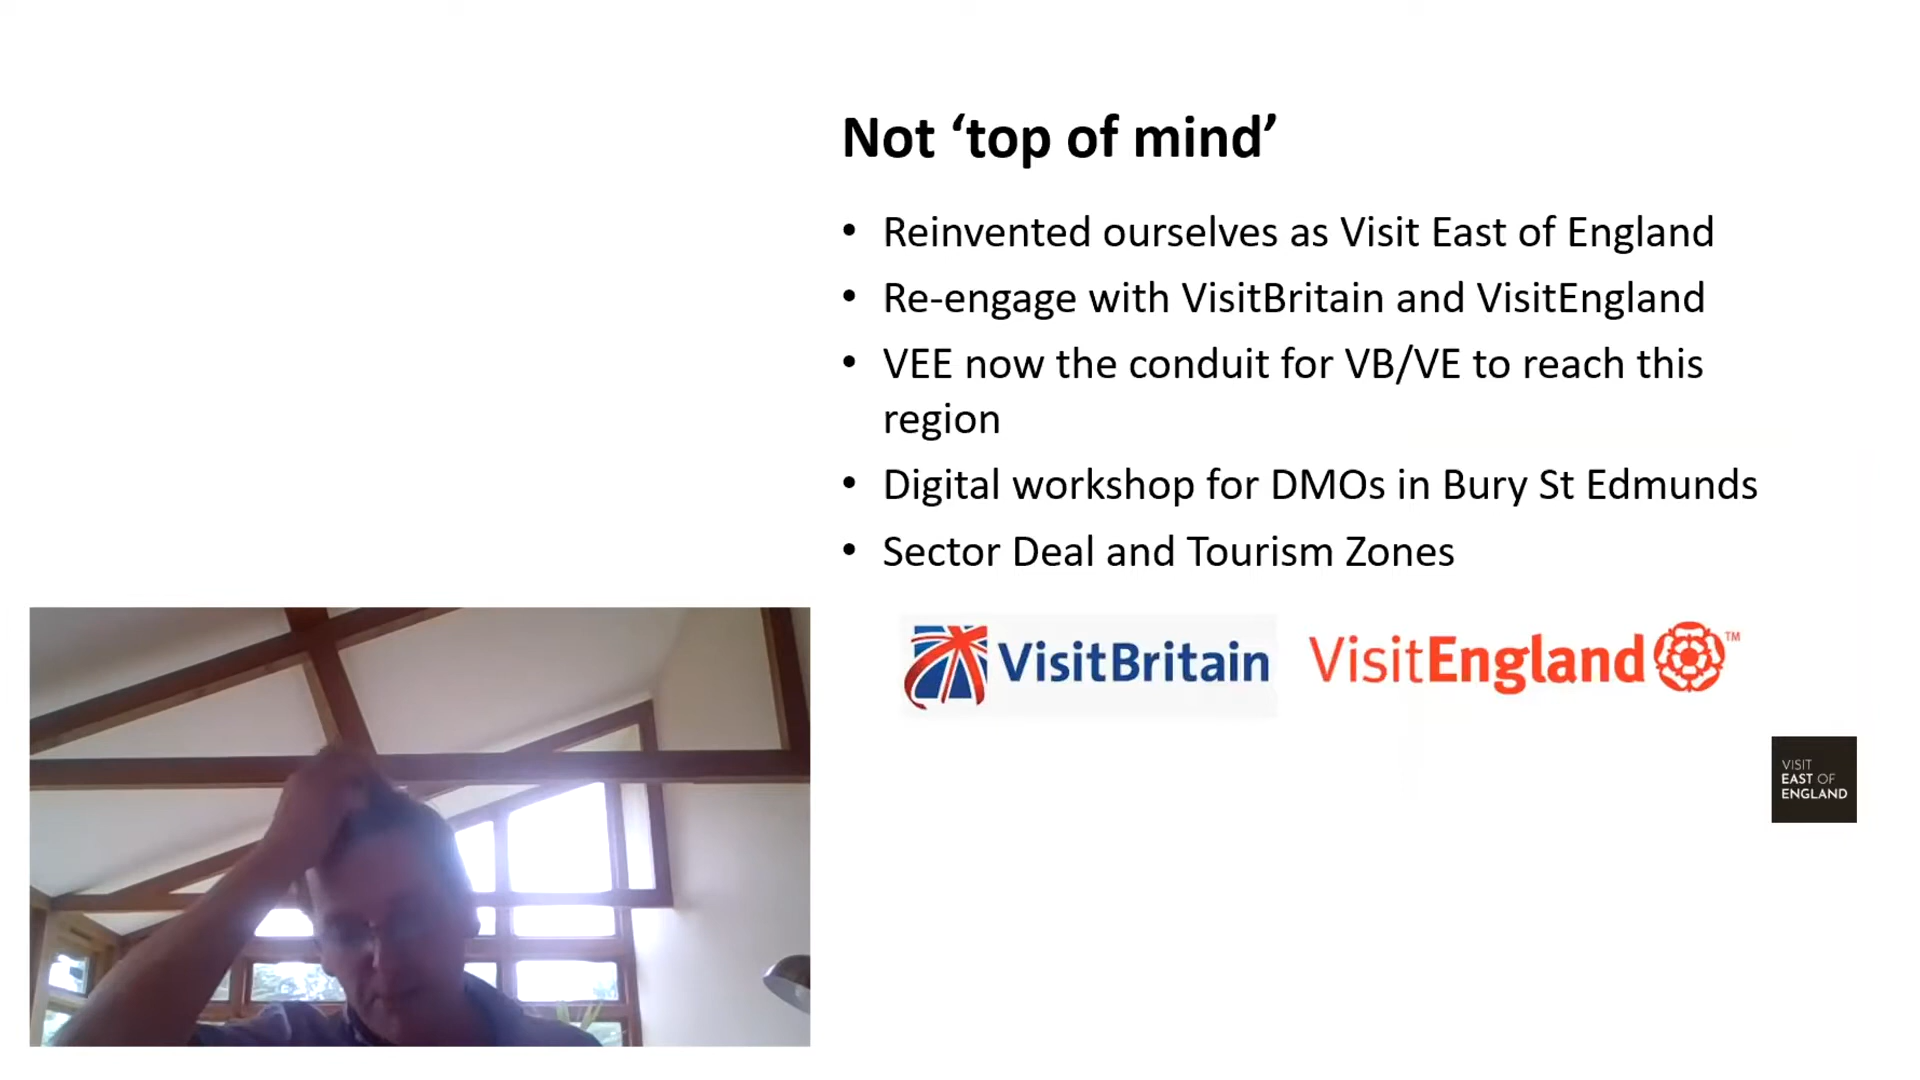 Not ‘top of mind’
• Reinvented ourselves as Visit East of England
• Re-engage with VisitBritain and VisitEngland
• VEE now the conduit for VB/VE to reach this
region
• Digital workshop for DMOs in Bury St Edmunds
• Sector Deal and Tourism Zones
VisitBritain
VisitEngland™
VISIT
EAST OF
ENGLAND